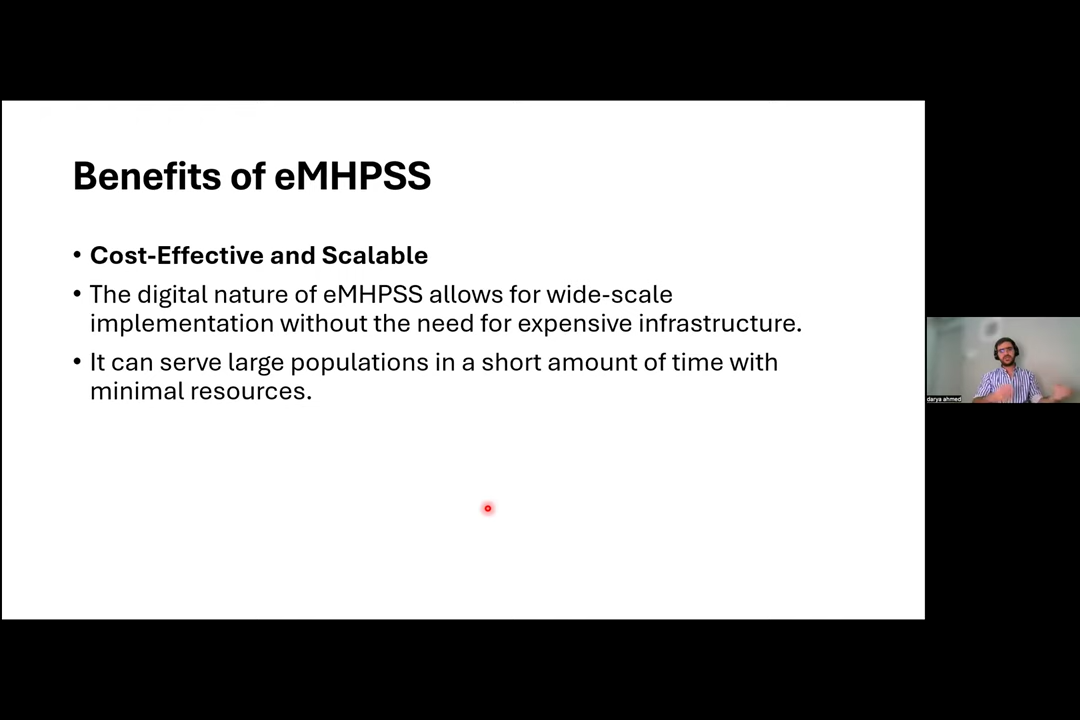 Benefits of eMHPSS
• Cost-Effective and Scalable
• The digital nature of eMHPSS allows for wide-scale
implementation without the need for expensive infrastructure.
• It can serve large populations in a short amount of time with
minimal resources.
darya ahmed